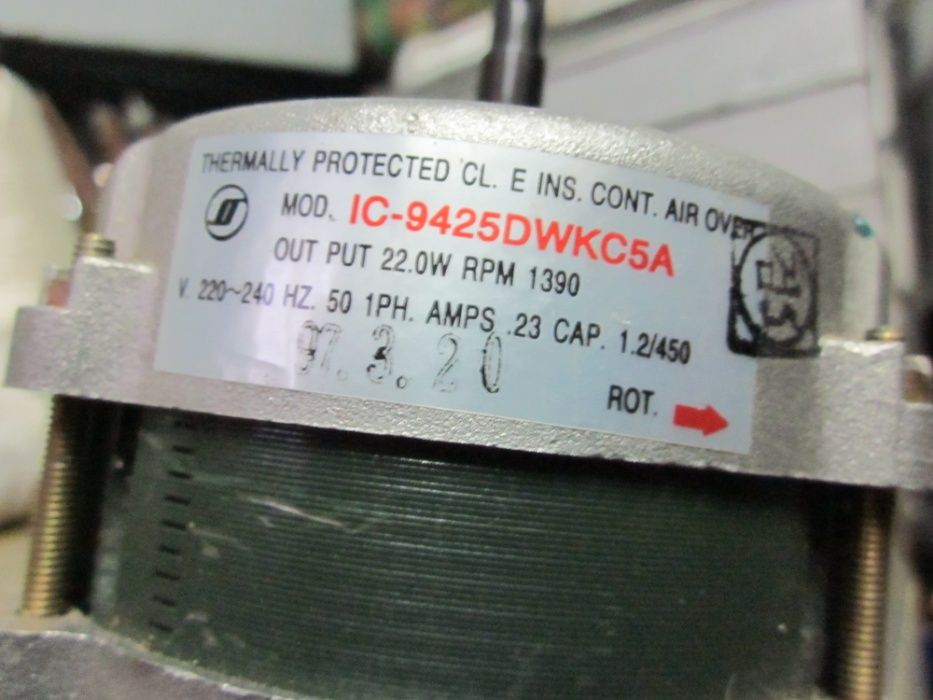 THERMALLY PROTECTED CL. E INS. CONT. AIR OVER
MOD. IC-9425DWKC5A
OUT PUT 22.0W RPM 1390
V. 220~240 HZ. 50 1PH. AMPS .23 CAP. 1.2/450
97. 3. 20
ROT.